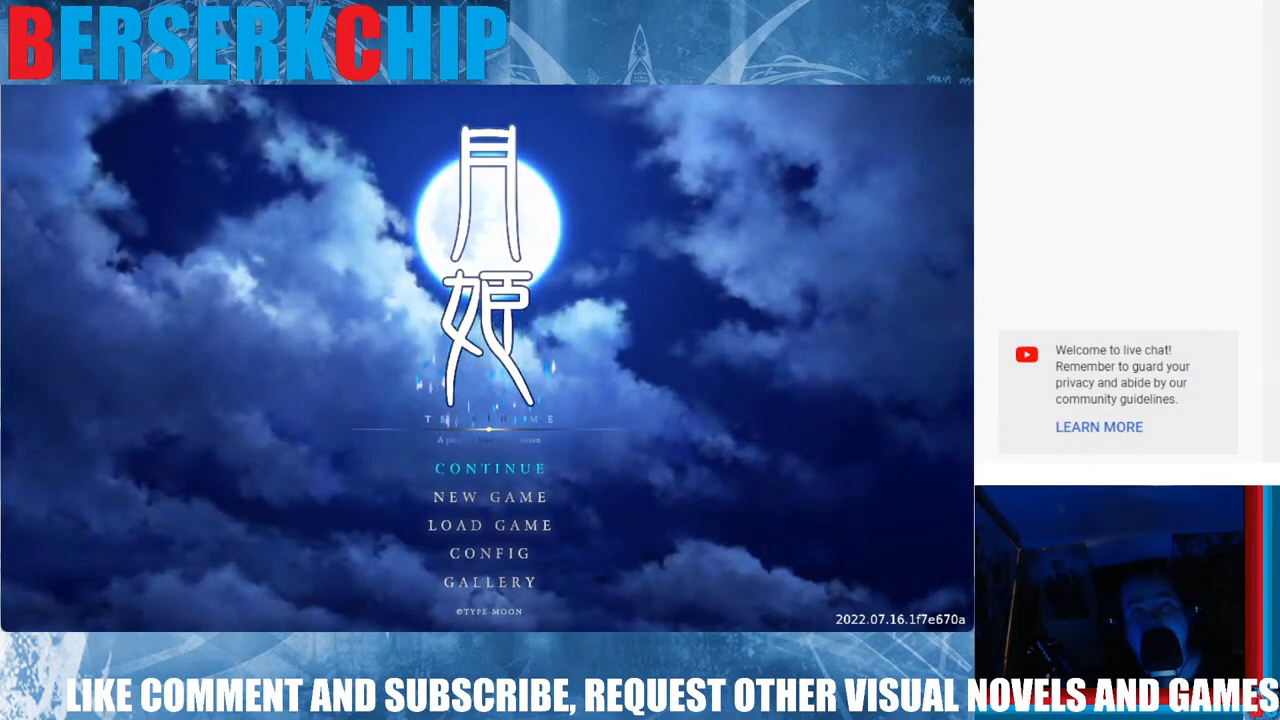 BERSERKCHIP
月姫
CONTINUE
NEW GAME
LOAD GAME
CONFIG
GALLERY
©TYPE-MOON
2022.07.16.1f7e670a
Welcome to live chat!
Remember to guard your
privacy and abide by our
community guidelines.
LEARN MORE
LIKE COMMENT AND SUBSCRIBE, REQUEST OTHER VISUAL NOVELS AND GAMES